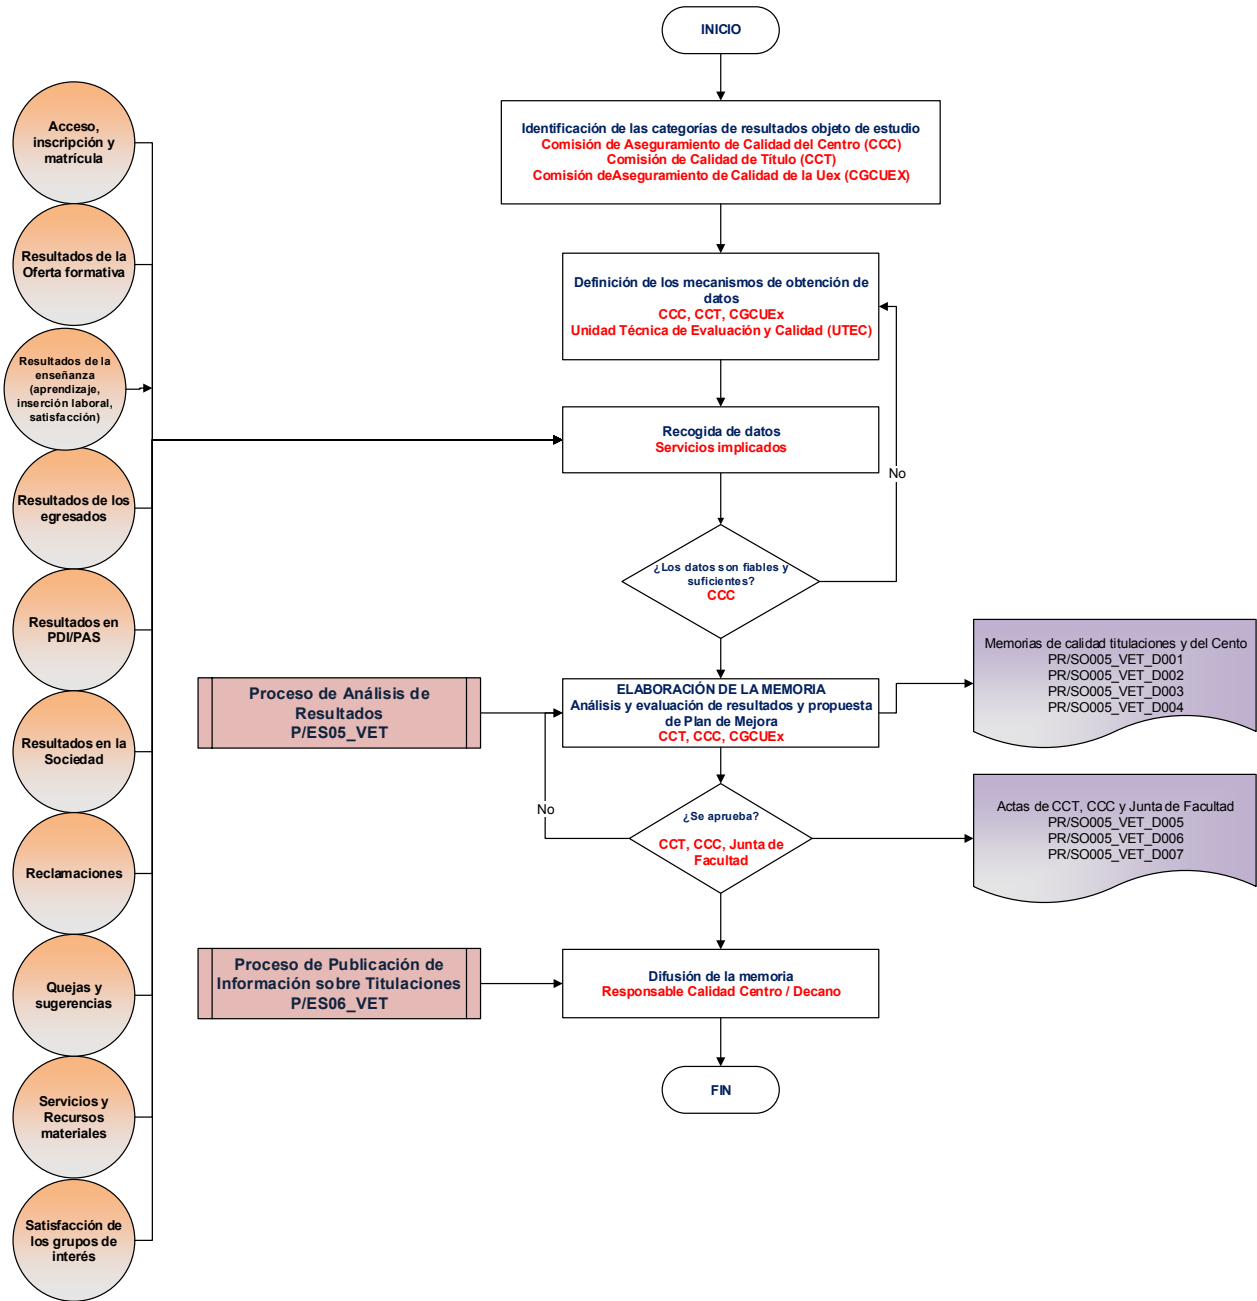 INICIO
Identificación de las categorías de resultados objeto de estudio
Comisión de Aseguramiento de Calidad del Centro (CCC)
Comisión de Calidad de Título (CCT)
Comisión deAseguramiento de Calidad de la Uex (CGCUEX)
Definición de los mecanismos de obtención de
datos
CCC, CCT, CGCUEx
Unidad Técnica de Evaluación y Calidad (UTEC)
Recogida de datos
Servicios implicados
No
¿Los datos son fiables y
suficientes?
CCC
Acceso,
inscripción y
matrícula
Resultados de la
Oferta formativa
Resultados de la
enseñanza
(aprendizaje,
inserción laboral,
satisfacción)
Resultados de los
egresados
Resultados en
PDI/PAS
Resultados en la
Sociedad
Reclamaciones
Quejas y
sugerencias
Servicios y
Recursos
materiales
Satisfacción de
los grupos de
interés
Proceso de Análisis de
Resultados
P/ES05_VET
ELABORACIÓN DE LA MEMORIA
Análisis y evaluación de resultados y propuesta
de Plan de Mejora
CCT, CCC, CGCUEx
Memorias de calidad titulaciones y del Cento
PR/SO005_VET_D001
PR/SO005_VET_D002
PR/SO005_VET_D003
PR/SO005_VET_D004
No
¿Se aprueba?
CCT, CCC, Junta de
Facultad
Actas de CCT, CCC y Junta de Facultad
PR/SO005_VET_D005
PR/SO005_VET_D006
PR/SO005_VET_D007
Proceso de Publicación de
Información sobre Titulaciones
P/ES06_VET
Difusión de la memoria
Responsable Calidad Centro / Decano
FIN